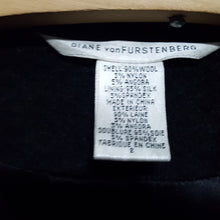 DIANE VON FURSTENBERG
SHELL 90% WOOL
5% NYLON
5% ANGORA
LINING 95% SILK
5% SPANDEX
MADE IN CHINA
EXTERIEUR
90% LAINE
5% NYLON
5% ANGORA
DOUBLURE 95% SOIE
5% SPANDEX
FABRIQUE EN CHINE